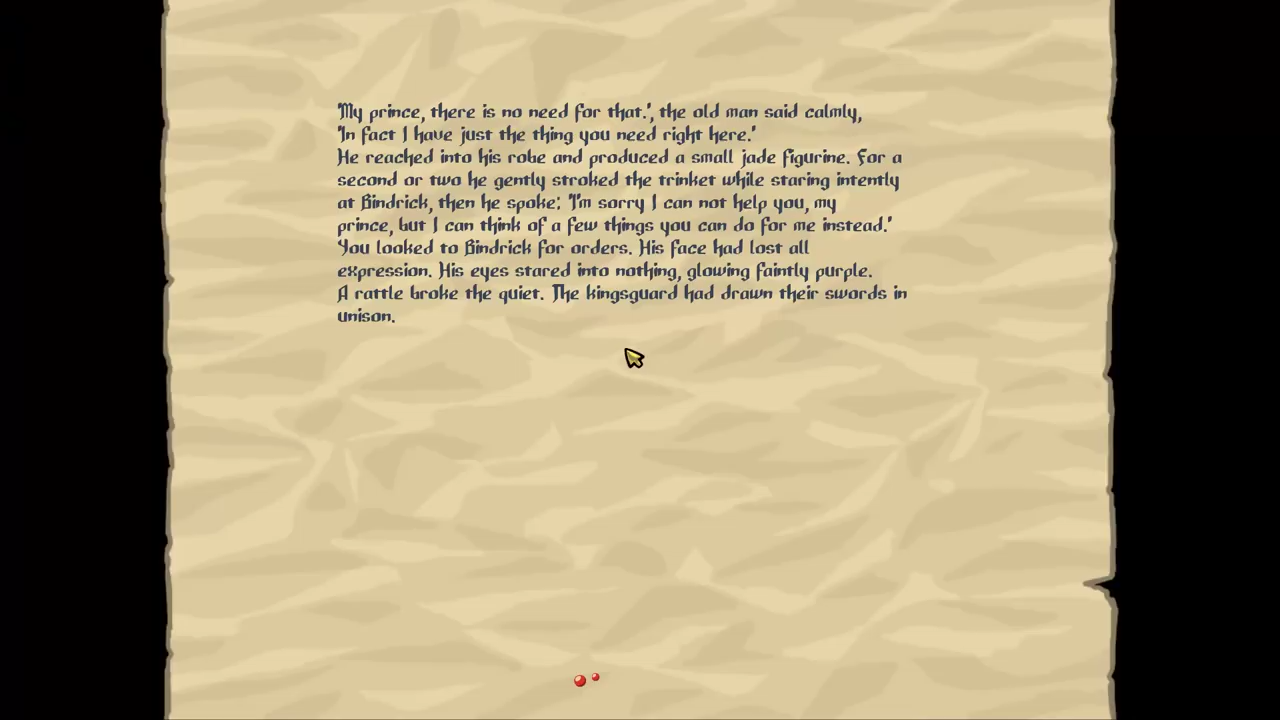 'My prince, there is no need for that.', the old man said calmly,
'In fact I have just the thing you need right here.'
He reached into his robe and produced a small jade figurine. For a
second or two he gently stroked the trinket while staring intently
at Bindrick, then he spoke: 'I'm sorry I can not help you, my
prince, but I can think of a few things you can do for me instead.'
You looked to Bindrick for orders. His face had lost all
expression. His eyes stared into nothing, glowing faintly purple.
A rattle broke the quiet. The kingsguard had drawn their swords in
unison.